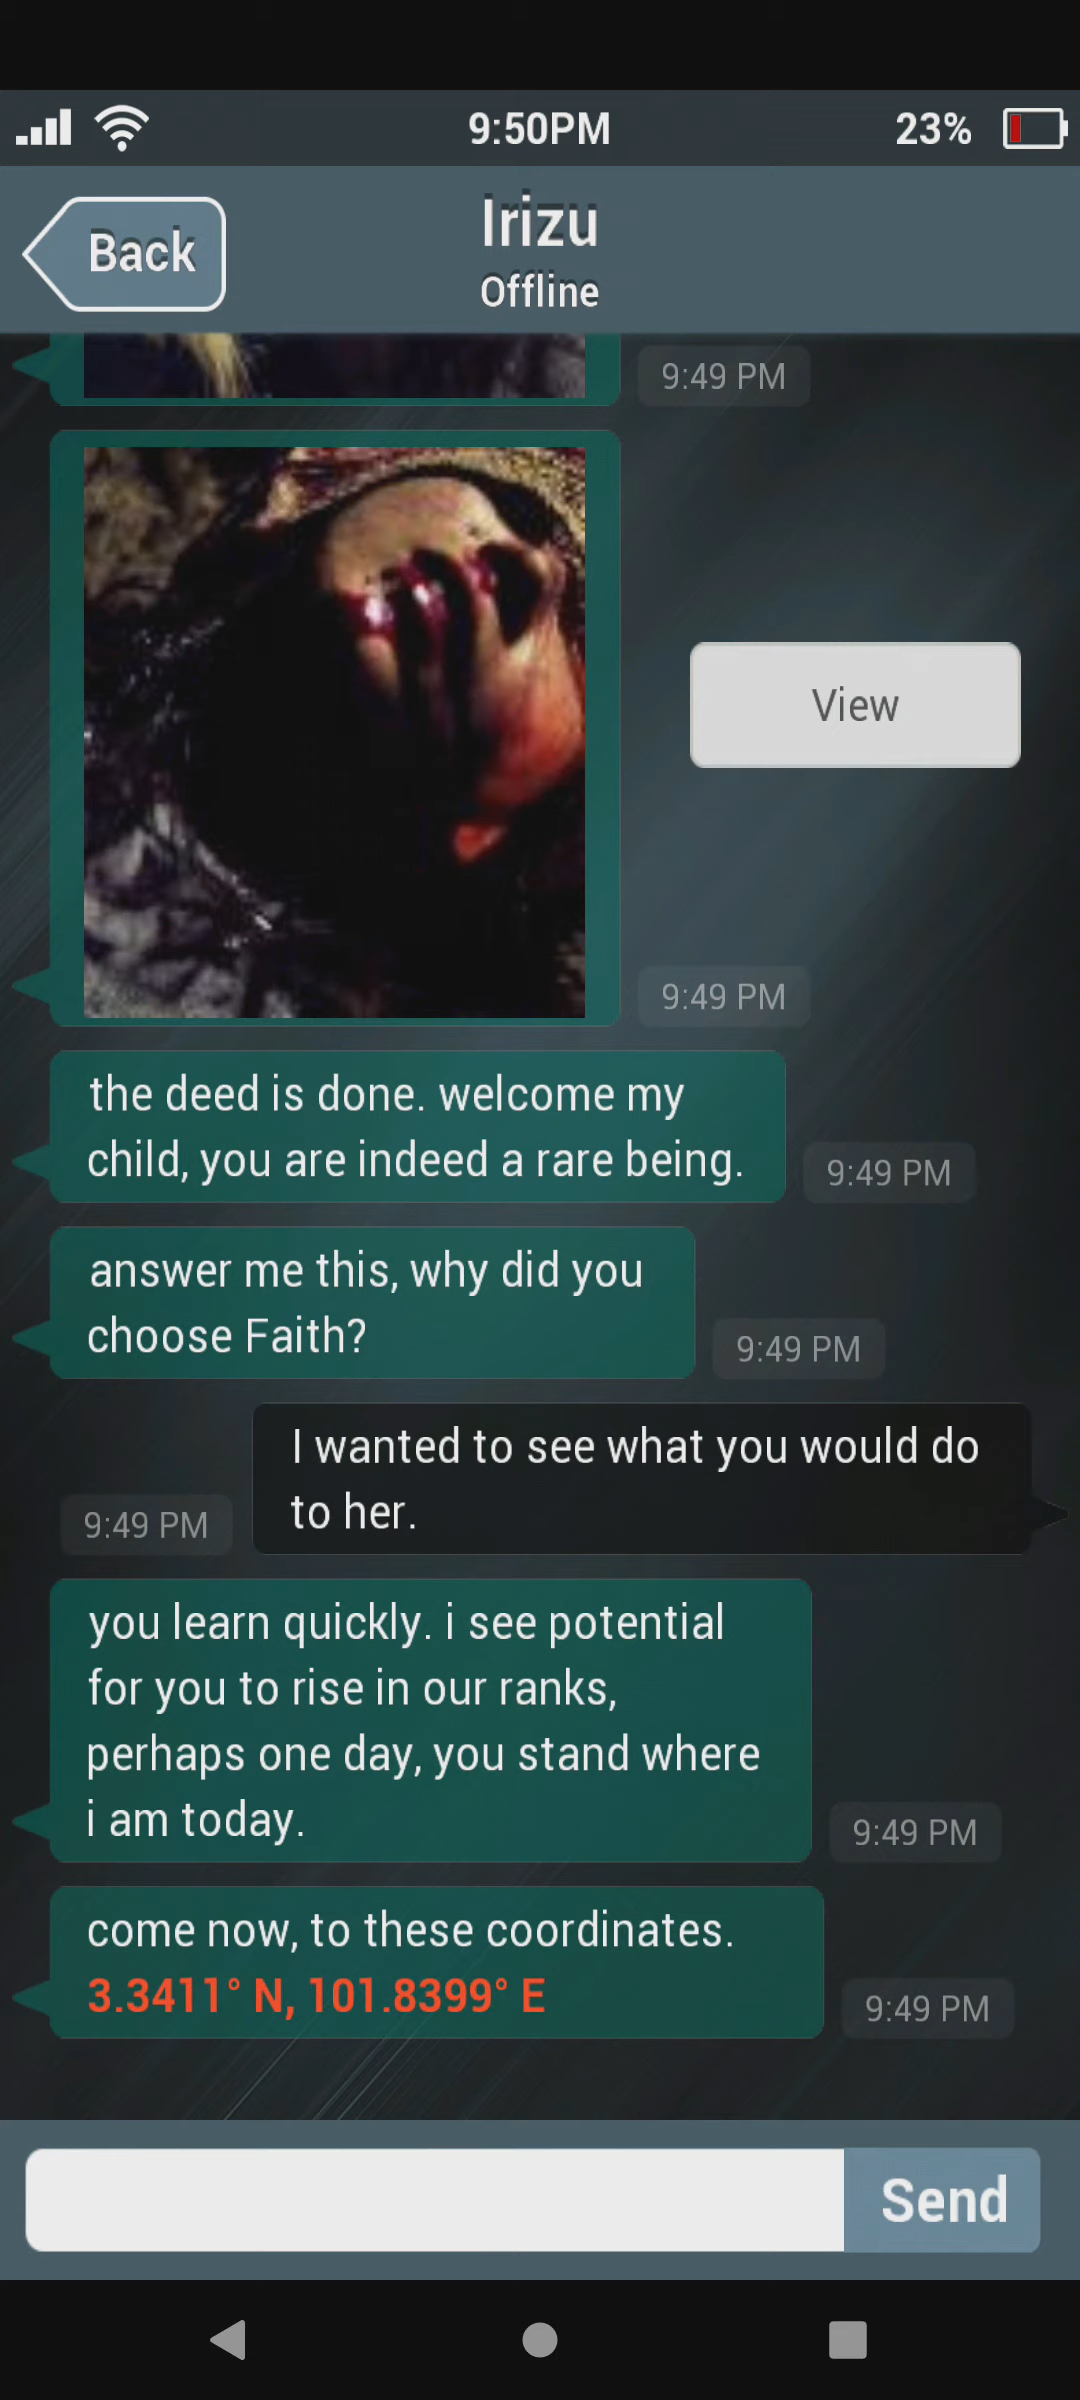 9:50PM
23%
Back
Irizu
Offline
9:49 PM
View
9:49 PM
the deed is done. welcome my
child, you are indeed a rare being.
9:49 PM
answer me this, why did you
choose Faith?
9:49 PM
I wanted to see what you would do
to her.
9:49 PM
you learn quickly. i see potential
for you to rise in our ranks,
perhaps one day, you stand where
i am today.
9:49 PM
come now, to these coordinates.
3.3411° N, 101.8399° E
9:49 PM
Send